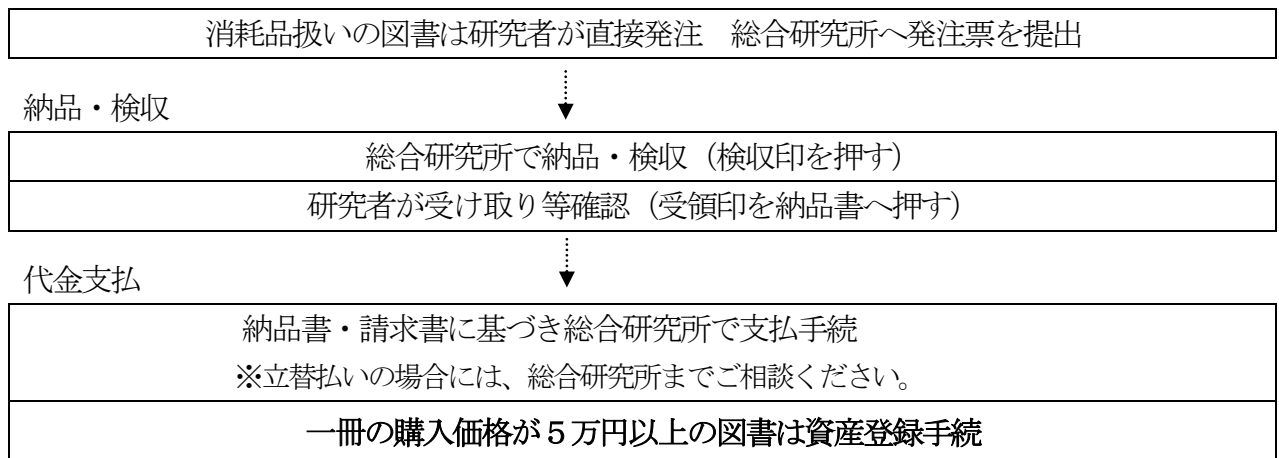 消耗品扱いの図書は研究者が直接発注　総合研究所へ発注票を提出
納品・検収
総合研究所で納品・検収（検収印を押す）
研究者が受け取り等確認（受領印を納品書へ押す）
代金支払
納品書・請求書に基づき総合研究所で支払手続
※立替払いの場合には、総合研究所までご相談ください。
一冊の購入価格が５万円以上の図書は資産登録手続